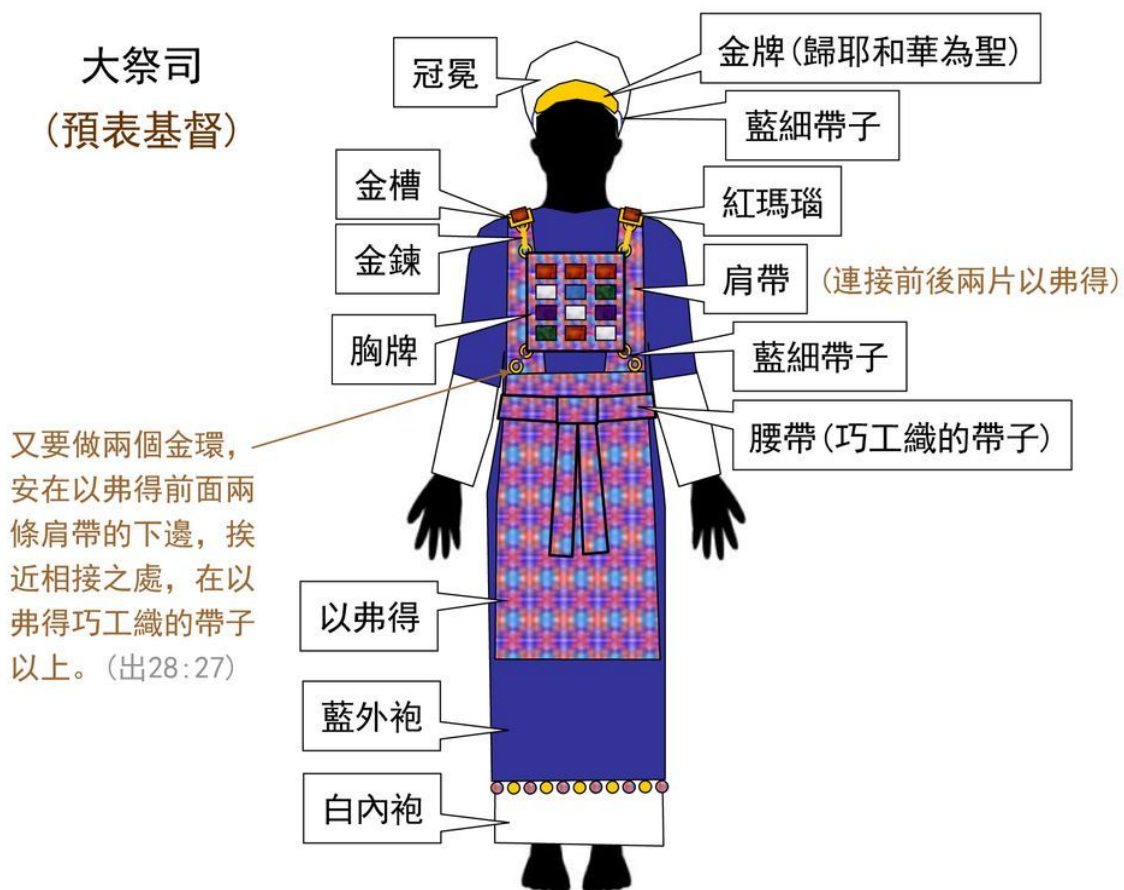 大祭司
(預表基督)
冠冕
金牌(歸耶和華為聖)
藍細帶子
金槽
紅瑪瑙
金鍊
肩帶 (連接前後兩片以弗得)
胸牌
藍細帶子
腰帶(巧工織的帶子)
又要做兩個金環，
安在以弗得前面兩
條肩帶的下邊，挨
近相接之處，在以
弗得巧工織的帶子
以上。(出28:27)
以弗得
藍外袍
白內袍